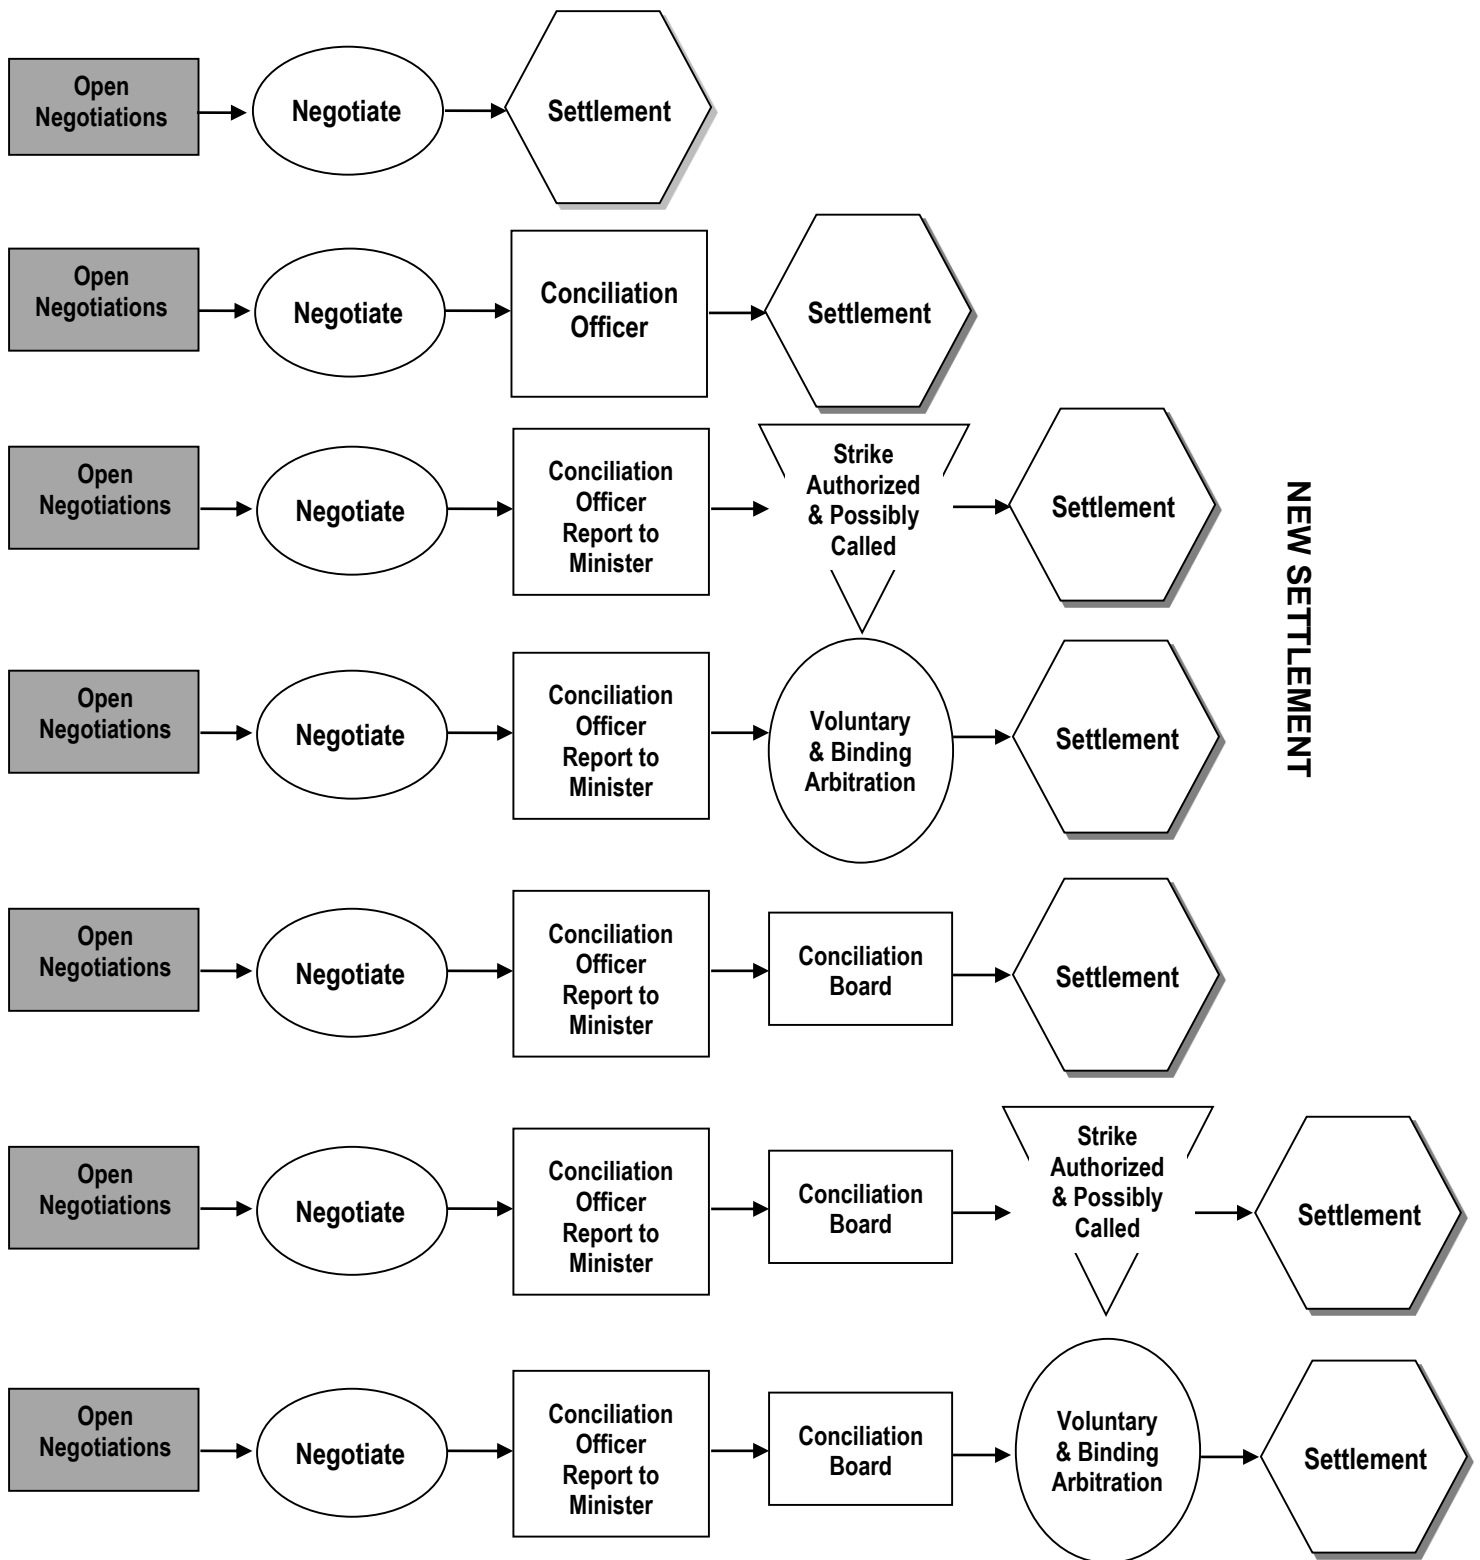 Open
Negotiations
Negotiate
Settlement
Open
Negotiations
Negotiate
Conciliation
Officer
Settlement
Open
Negotiations
Negotiate
Conciliation
Officer
Report to
Minister
Strike
Authorized
& Possibly
Called
Settlement
NEW SETTLEMENT
Open
Negotiations
Negotiate
Conciliation
Officer
Report to
Minister
Voluntary
& Binding
Arbitration
Settlement
Open
Negotiations
Negotiate
Conciliation
Officer
Report to
Minister
Conciliation
Board
Settlement
Open
Negotiations
Negotiate
Conciliation
Officer
Report to
Minister
Conciliation
Board
Strike
Authorized
& Possibly
Called
Settlement
Open
Negotiations
Negotiate
Conciliation
Officer
Report to
Minister
Conciliation
Board
Voluntary
& Binding
Arbitration
Settlement